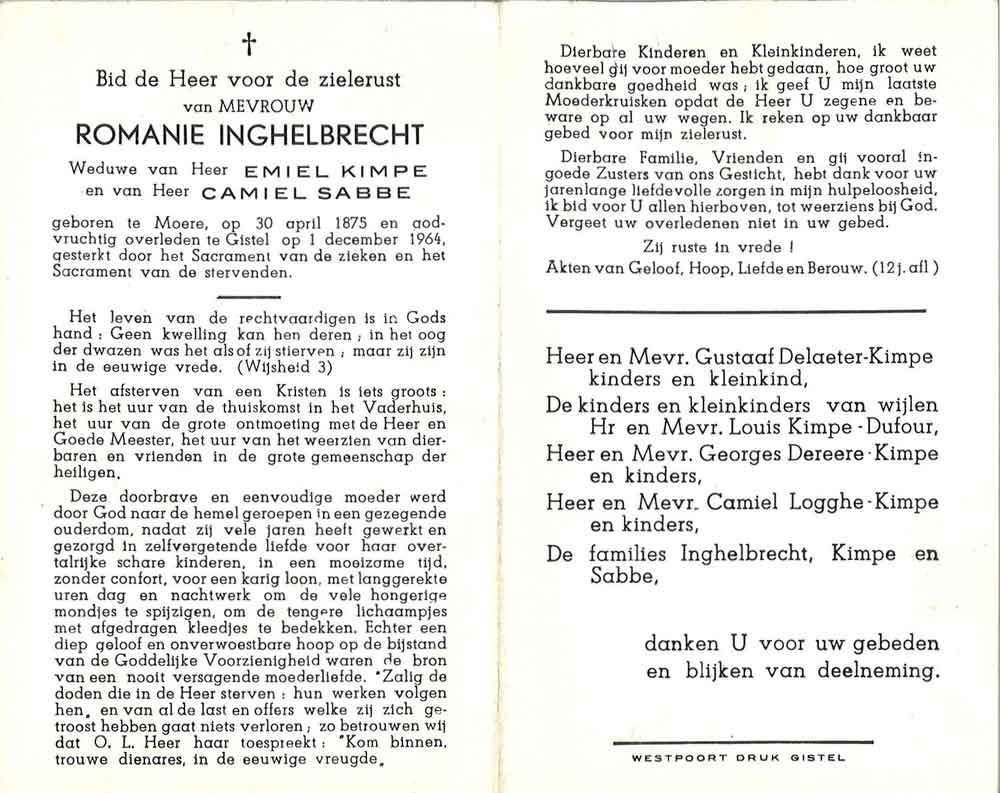 Bid de Heer voor de zielerust
van MEVROUW
ROMANIE INGHELBRECHT
Weduwe van Heer EMIEL KIMPE
en van Heer CAMIEL SABBE
geboren te Moere, op 30 april 1875 en god-
vruchtig overleden te Gistel op 1 december 1964,
gesterkt door het Sacrament van de zieken en het
Sacrament van de stervenden.
Het leven van de rechtvaardigen is in Gods
hand : Geen kwelling kan hen deren ; in het oog
der dwazen was het alsof zij stierven ; maar zij zijn
in de eeuwige vrede. (Wijsheid 3)
Het afsterven van een Kristen is iets groots :
het is het uur van de thuiskomst in het Vaderhuis,
het uur van de grote ontmoeting met de Heer en
Goede Meester, het uur van het weerzien van dier-
baren en vrienden in de grote gemeenschap der
heiligen.
Deze doorbrave en eenvoudige moeder werd
door God naar de hemel geroepen in een gezegende
ouderdom, nadat zij vele jaren heeft gewerkt en
gezorgd in zelfvergetende liefde voor haar over-
talrijke schare kinderen, in een moeizame tijd,
zonder confort, voor een karig loon, met langgerekte
uren dag en nachtwerk om de vele hongerige
mondjes te spijzigen, om de tengere lichaampjes
met afgedragen kleedjes te bedekken. Echter een
diep geloof en onverwoestbare hoop op de bijstand
van de Goddelijke Voorzienigheid waren de bron
van een nooit versagende moederliefde. "Zalig de
doden die in de Heer sterven : hun werken volgen
hen„ en van al de last en offers welke zij zich ge-
troost hebben gaat niets verloren ; zo betrouwen wij
dat O. L. Heer haar toespreekt : "Kom binnen,
trouwe dienares, in de eeuwige vreugde„
Dierbare Kinderen en Kleinkinderen, ik weet
hoeveel gij voor moeder hebt gedaan, hoe groot uw
dankbare goedheid was ; ik geef U mijn laatste
Moederkruisken opdat de Heer U zegene en be-
ware op al uw wegen. Ik reken op uw dankbaar
gebed voor mijn zielerust.
Dierbare Familie, Vrienden en gij vooral in-
goede Zusters van ons Gesticht, hebt dank voor uw
jarenlange liefdevolle zorgen in mijn hulpeloosheid,
ik bid voor U allen hierboven, tot weerziens bij God.
Vergeet uw overledenen niet in uw gebed.
Zij ruste in vrede !
Akten van Geloof, Hoop, Liefde en Berouw. (12 j. afl )
Heer en Mevr. Gustaaf Delaeter-Kimpe
kinders en kleinkind,
De kinders en kleinkinders van wijlen
Hr en Mevr. Louis Kimpe-Dufour,
Heer en Mevr. Georges Dereere-Kimpe
en kinders,
Heer en Mevr. Camiel Logghe-Kimpe
en kinders,
De families Inghelbrecht, Kimpe en
Sabbe,
danken U voor uw gebeden
en blijken van deelneming.
WESTPOORT DRUK GISTEL